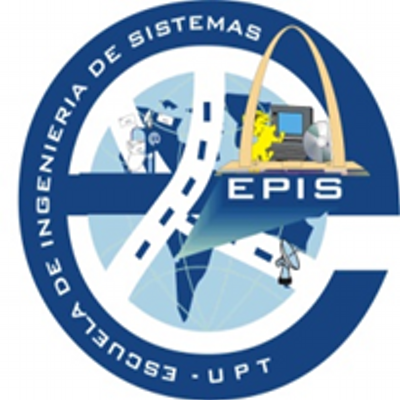 ESCUELA DE INGENIERIA DE SISTEMAS
- UPT
EPIS